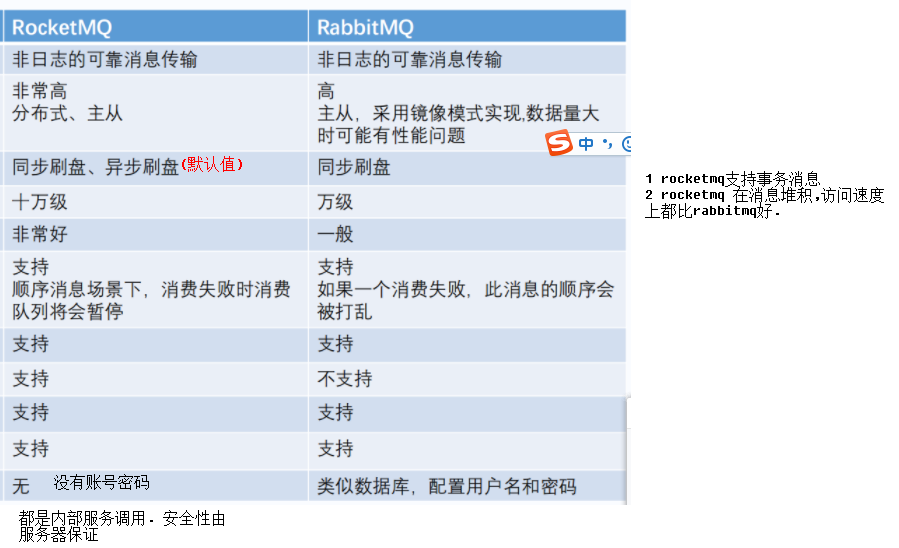 RocketMQ RabbitMQ
非日志的可靠消息传输 非日志的可靠消息传输
非常高 高
分布式、主从 主从，采用镜像模式实现,数据量大
时可能有性能问题
中
同步刷盘、异步刷盘(默认值) 同步刷盘
十万级 万级
非常好 一般
支持 支持
顺序消息场景下，消费失败时消费 如果一个消费失败，此消息的顺序会
队列将会暂停 被打乱
支持 支持
支持 不支持
支持 支持
支持 支持
无 没有账号密码 类似数据库，配置用户名和密码
都是内部服务调用. 安全性由
服务器保证
1 rocketmq支持事务消息
2 rocketmq 在消息堆积,访问速度
上都比rabbitmq好.